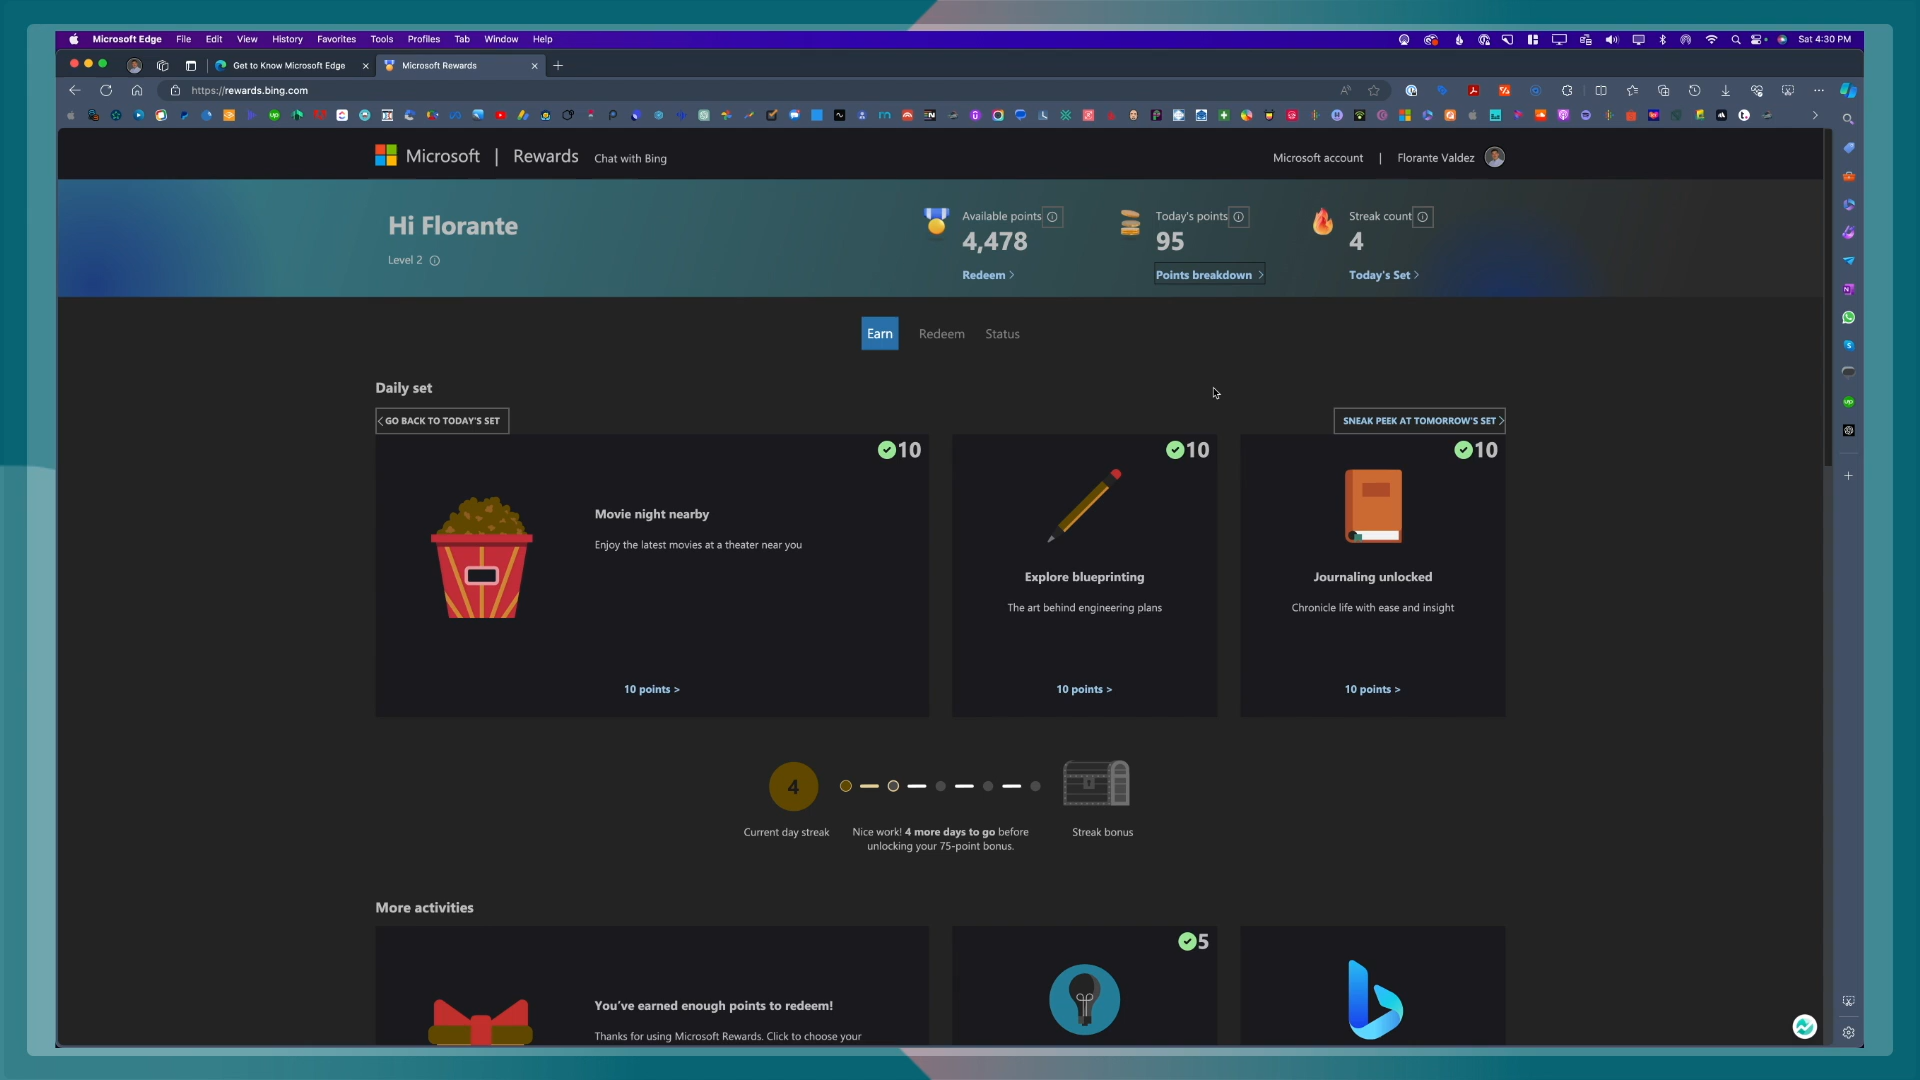 Microsoft Edge File Edit View History Favorites Tools Profiles Tab Window Help
Sat 4:30 PM
Get to Know Microsoft Edge
Microsoft Rewards
https://rewards.bing.com
Microsoft | Rewards Chat with Bing
Microsoft account | Florante Valdez
Hi Florante
Level 2
Available points
4,478
Redeem >
Today's points
95
Points breakdown >
Streak count
4
Today's Set >
Earn Redeem Status
Daily set
< GO BACK TO TODAY'S SET
SNEAK PEEK AT TOMORROW'S SET >
10
Movie night nearby
Enjoy the latest movies at a theater near you
10 points >
10
Explore blueprinting
The art behind engineering plans
10 points >
10
Journaling unlocked
Chronicle life with ease and insight
10 points >
4
Current day streak
Nice work! 4 more days to go before
unlocking your 75-point bonus.
Streak bonus
More activities
You've earned enough points to redeem!
Thanks for using Microsoft Rewards. Click to choose your
5